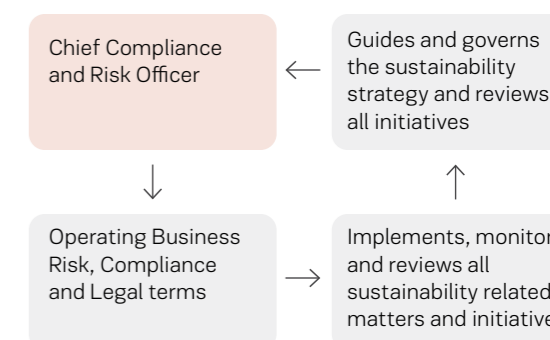 Chief Compliance
and Risk Officer
Guides and governs
the sustainability
strategy and reviews
all initiatives
Operating Business
Risk, Compliance
and Legal terms
Implements, monitor
and reviews all
sustainability related
matters and initiative